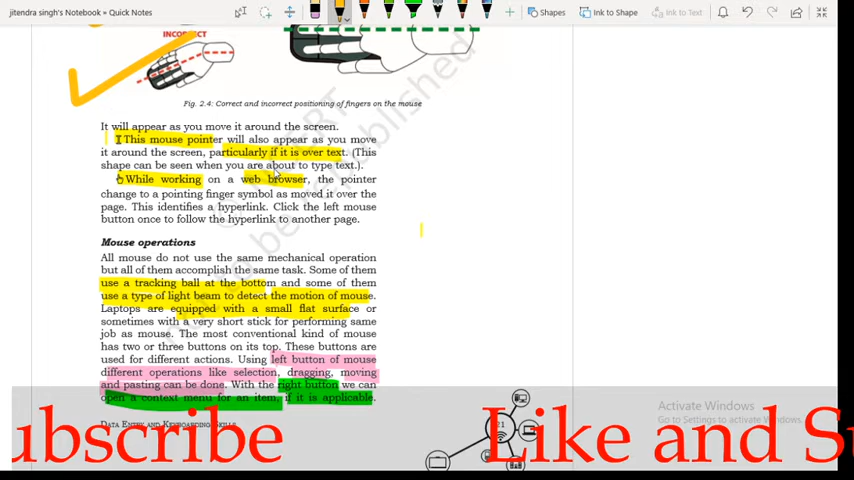 jitendra singh's Notebook » Quick Notes
Shapes
Ink to Shape
Ink to Text
INCORRECT
Fig. 2.4: Correct and incorrect positioning of fingers on the mouse
It will appear as you move it around the screen.
This mouse pointer will also appear as you move
it around the screen, particularly if it is over text. (This
shape can be seen when you are about to type text.).
While working on a web browser, the pointer
change to a pointing finger symbol as moved it over the
page. This identifies a hyperlink. Click the left mouse
button once to follow the hyperlink to another page.
Mouse operations
All mouse do not use the same mechanical operation
but all of them accomplish the same task. Some of them
use a tracking ball at the bottom and some of them
use a type of light beam to detect the motion of mouse.
Laptops are equipped with a small flat surface or
sometimes with a very short stick for performing same
job as mouse. The most conventional kind of mouse
has two or three buttons on its top. These buttons are
used for different actions. Using left button of mouse
different operations like selection, dragging, moving
and pasting can be done. With the right button we can
open a context menu for an item, if it is applicable.
Data Entry and Keyboarding Skills
Activate Windows
Go to Settings to activate Windows.
ubscribe Like and S
be republished